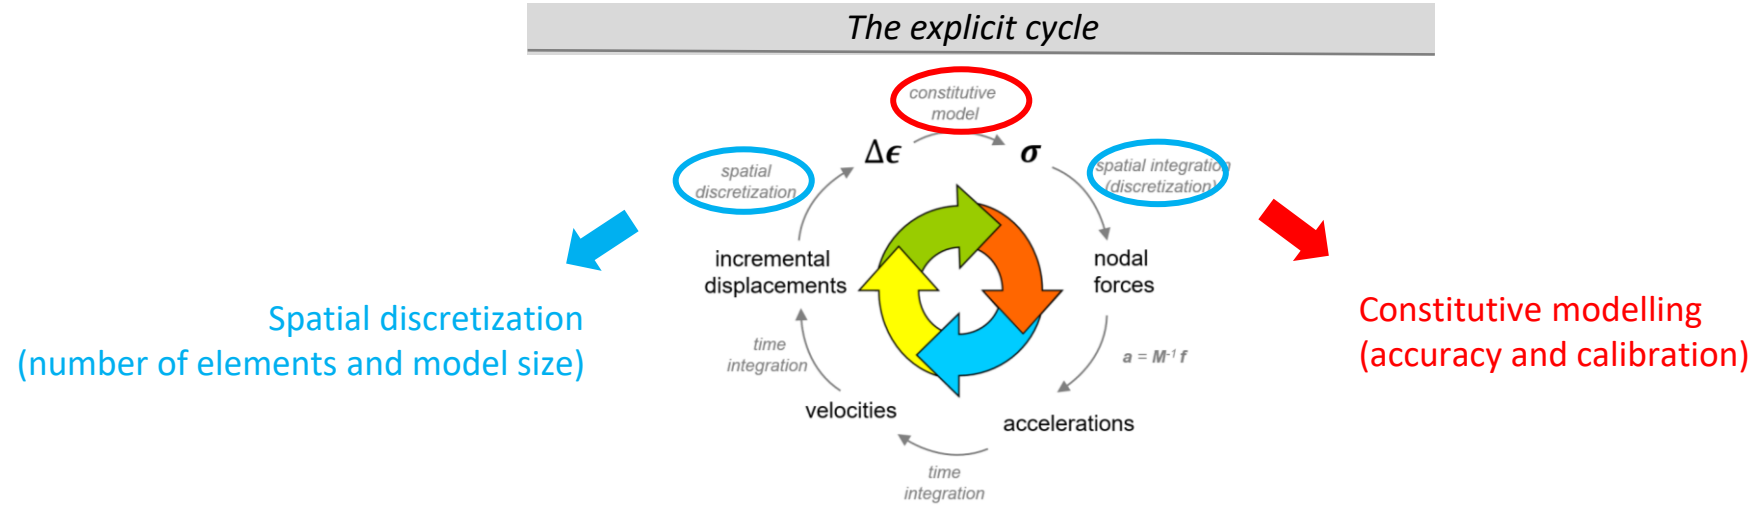 The explicit cycle
constitutive
model
Δϵ
σ
spatial
discretization
spatial integration
(discretization)
incremental
displacements
nodal
forces
Spatial discretization
(number of elements and model size)
Constitutive modelling
(accuracy and calibration)
time
integration
a = M⁻¹ f
velocities
accelerations
time
integration